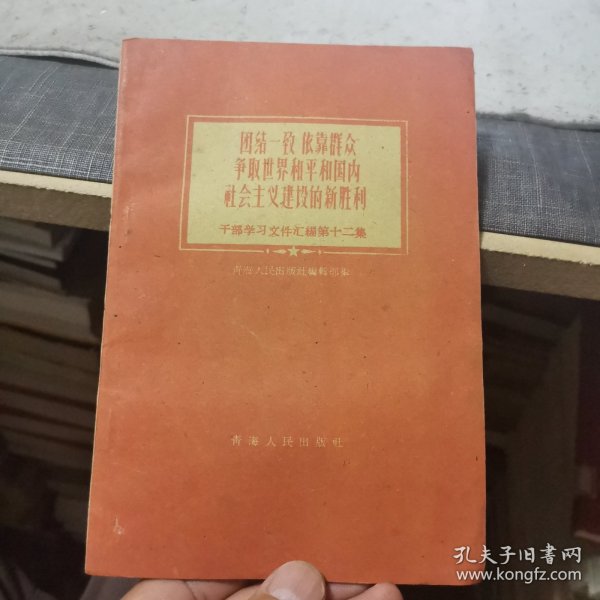 团结一致 依靠群众
争取世界和平和国内
社会主义建设的新胜利
干部学习文件汇编第十二集
青海人民出版社编辑部集
青海人民出版社
孔夫子旧书网
www.kongfz.com